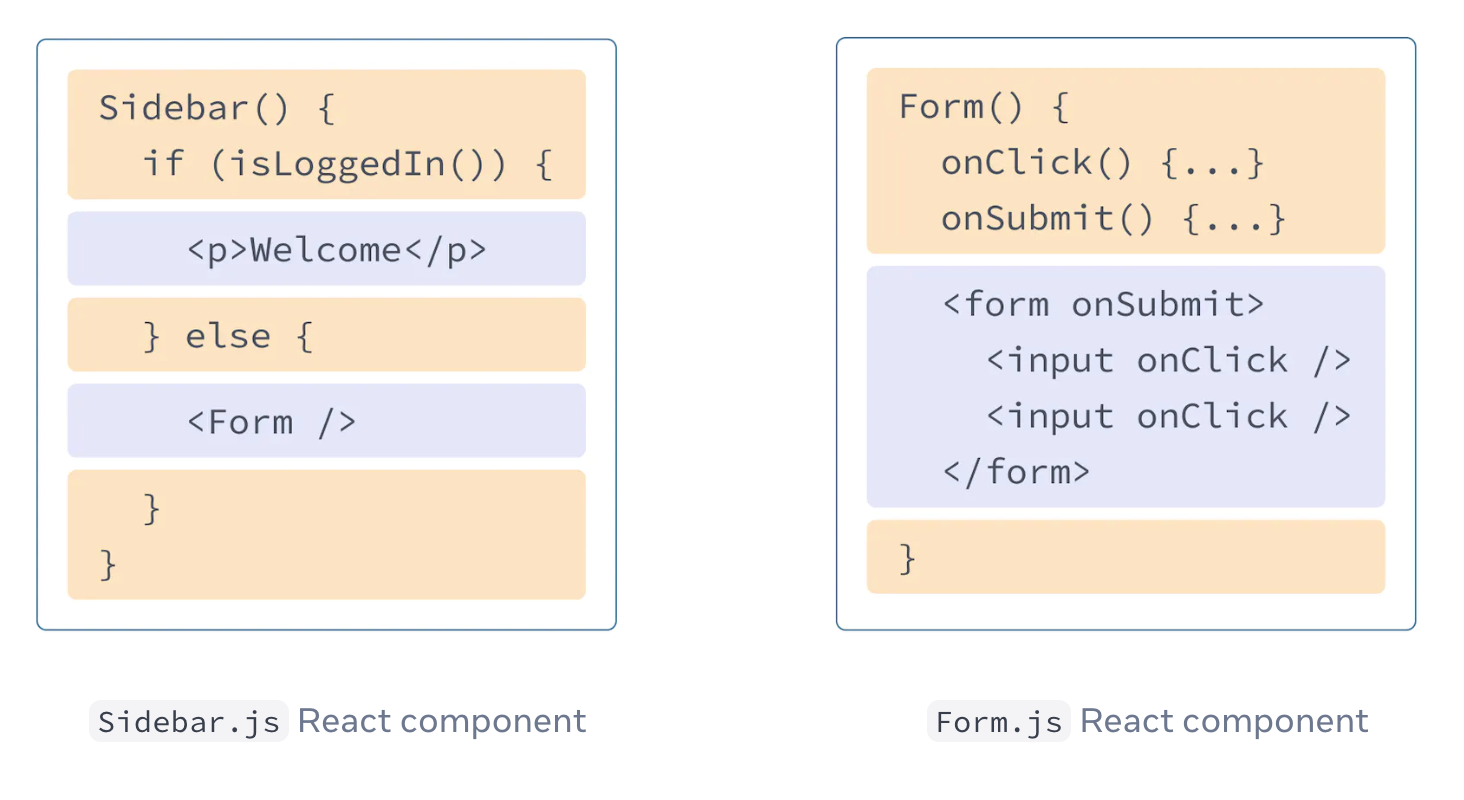 Sidebar() {
if (isLoggedIn()) {
<p>Welcome</p>
} else {
<Form />
}
}
Sidebar.js React component
Form() {
onClick() {...}
onSubmit() {...}
<form onSubmit>
<input onClick />
<input onClick />
</form>
}
Form.js React component